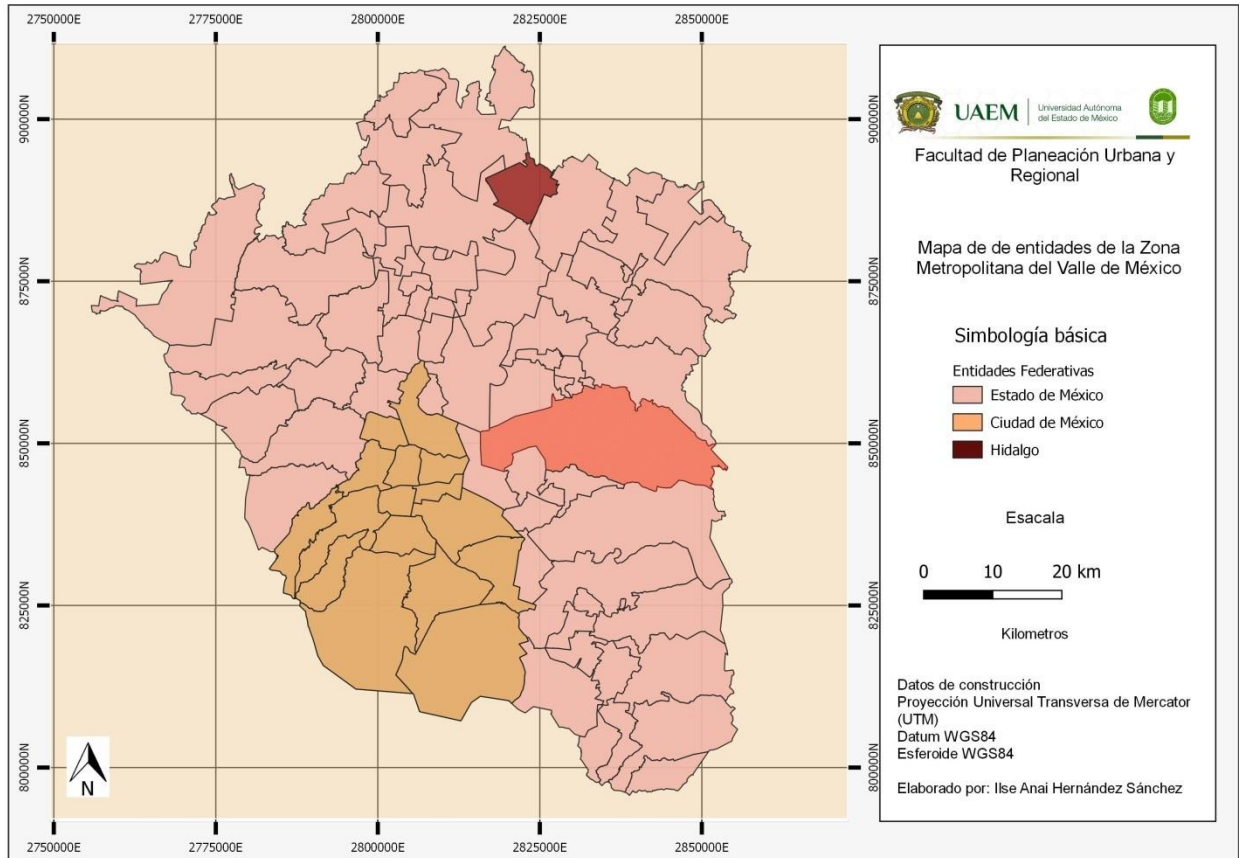 2750000E 2775000E 2800000E 2825000E 2850000E
900000N 900000N
875000N 875000N
850000N 850000N
825000N 825000N
800000N 800000N
N
2750000E 2775000E 2800000E 2825000E 2850000E
UAEM
Universidad Autónoma
del Estado de México
Facultad de Planeación Urbana y
Regional
Mapa de de entidades de la Zona
Metropolitana del Valle de México
Simbología básica
Entidades Federativas
Estado de México
Ciudad de México
Hidalgo
Esacala
0 10 20 km
Kilometros
Datos de construcción
Proyección Universal Transversa de Mercator
(UTM)
Datum WGS84
Esferoide WGS84
Elaborado por: Ilse Anai Hernández Sánchez